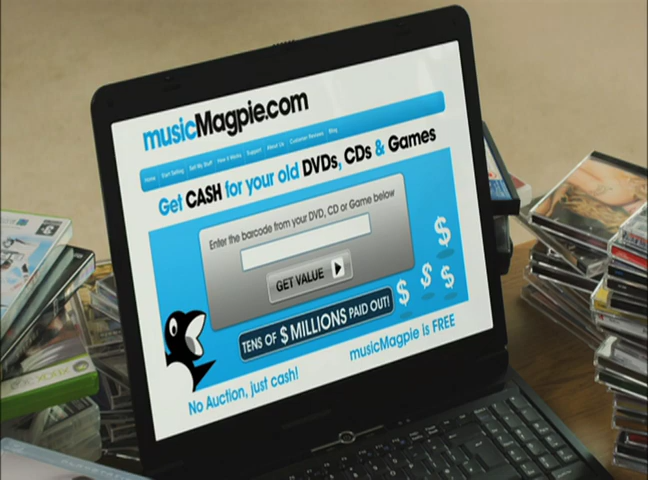 musicMagpie.com
Home Start Selling Sell My Stuff How it Works Support About Us Customer Reviews Blog
Get CASH for your old DVDs, CDs & Games
Enter the barcode from your DVD, CD or Game below
GET VALUE
$
$ $ $
TENS OF $ MILLIONS PAID OUT!
musicMagpie is FREE
No Auction, just cash!
XBOX 360